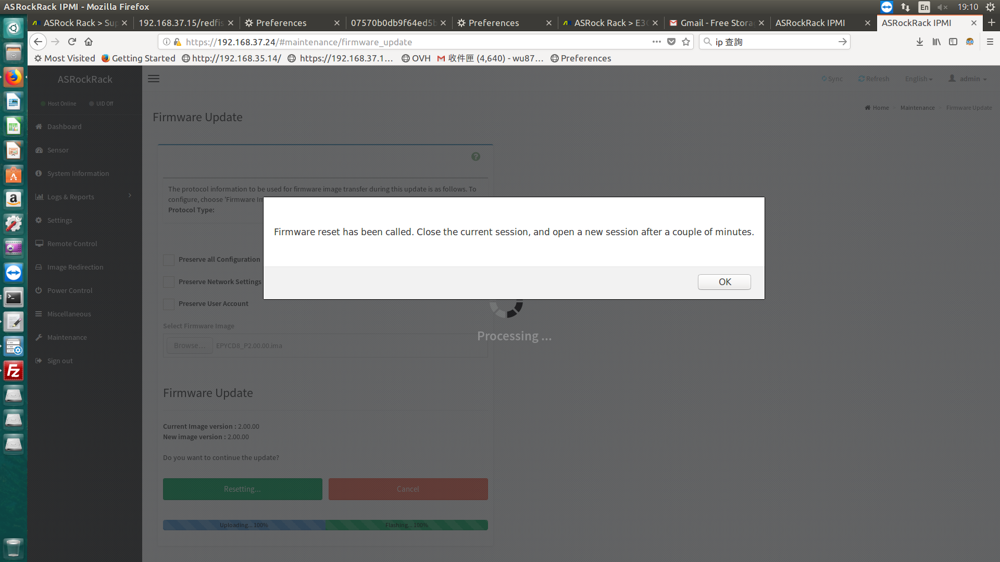 ASRockRack IPMI - Mozilla Firefox
En
19:10
ASRock Rack > Sup
192.168.37.15/redfis
Preferences
07570b0db9f64ed5b
Preferences
ASRock Rack > E3C
Gmail - Free Storag
ASRockRack IPMI
ASRockRack IPMI
https://192.168.37.24/#maintenance/firmware_update
ip 查詢
Most Visited
Getting Started
http://192.168.35.14/
https://192.168.37.1…
OVH
收件匣 (4,640) - wu87…
Preferences
ASRockRack
Sync
Refresh
English
admin
Host Online
UID Off
Home > Maintenance > Firmware Update
Firmware Update
Dashboard
Sensor
System Information
Logs & Reports
Settings
Remote Control
Image Redirection
Power Control
Miscellaneous
Maintenance
Sign out
The protocol information to be used for firmware image transfer during this update is as follows. To
configure, choose 'Firmware Im
Protocol Type:
Firmware reset has been called. Close the current session, and open a new session after a couple of minutes.
OK
Preserve all Configuration
Preserve Network Settings
Preserve User Account
Processing ...
Select Firmware Image
Browse…
EPYCD8_P2.00.00.ima
Firmware Update
Current Image version : 2.00.00
New image version : 2.00.00
Do you want to continue the update?
Resetting...
Cancel
Uploading... 100%
Flashing... 100%